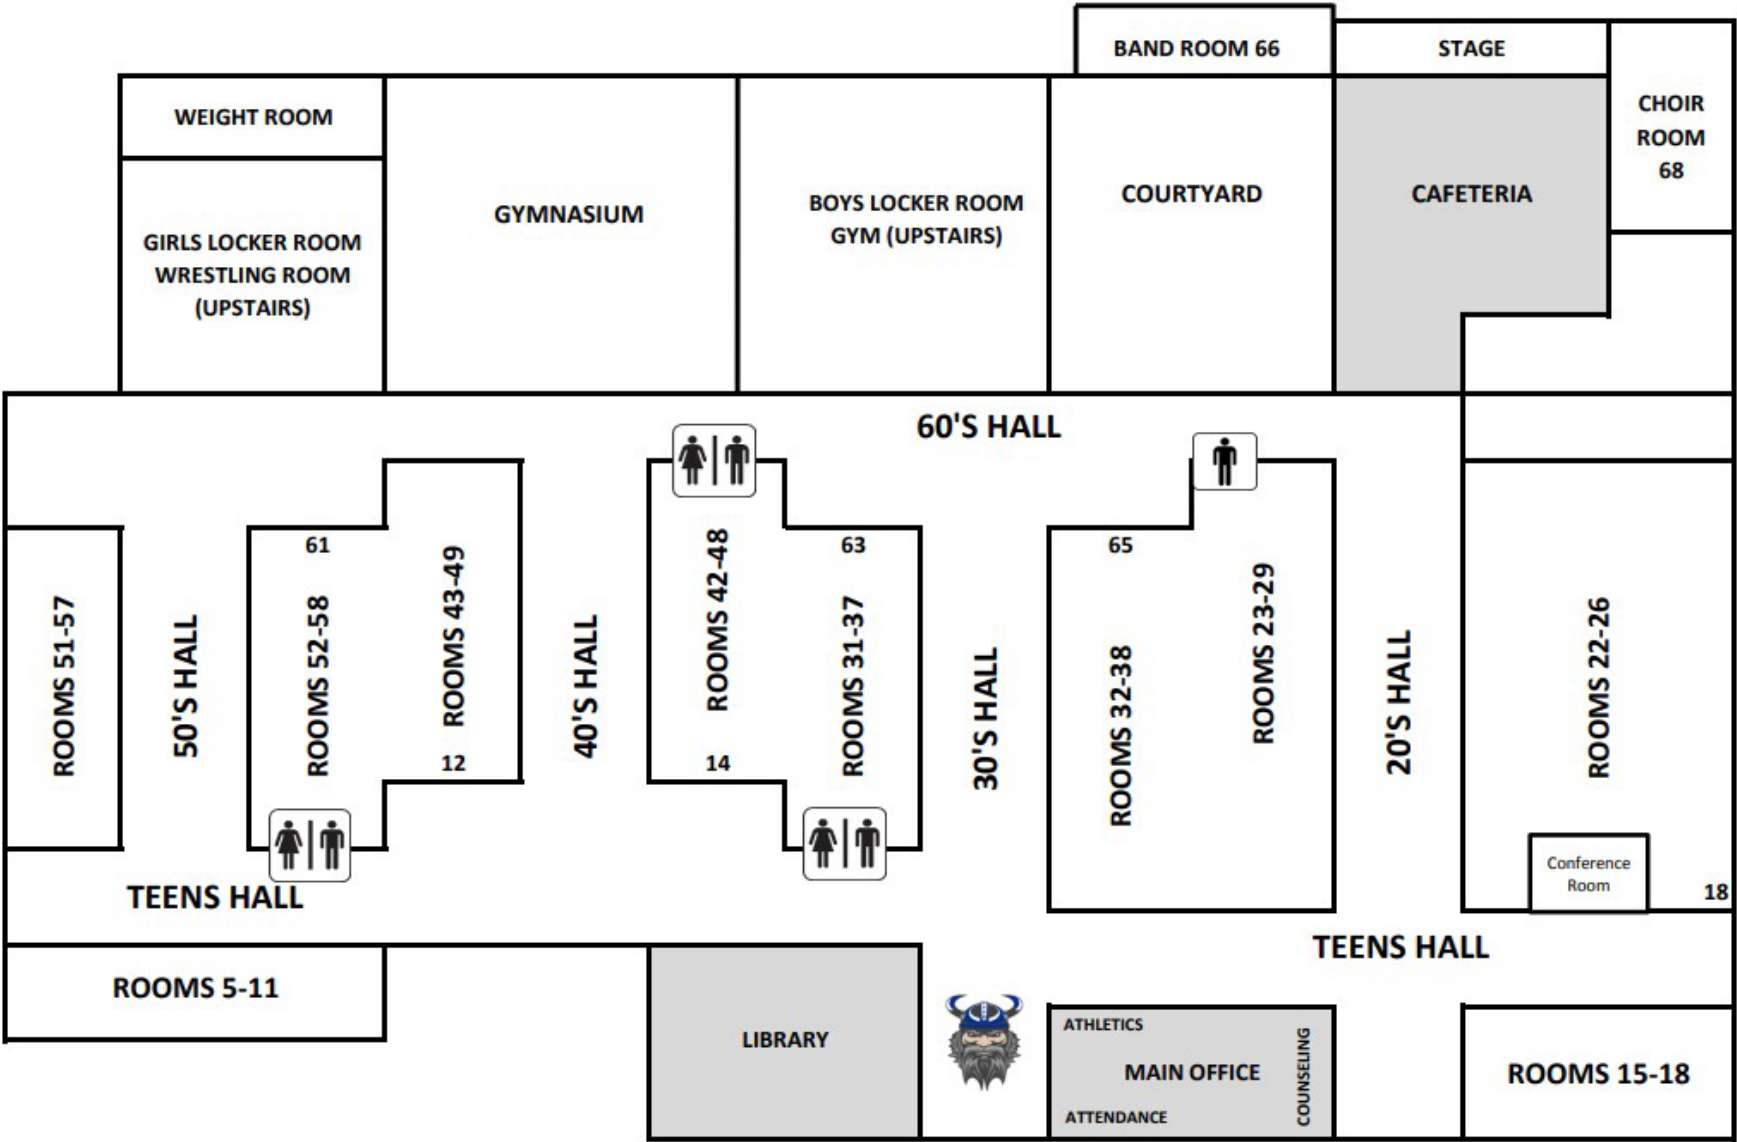 BAND ROOM 66
STAGE
WEIGHT ROOM
CHOIR
ROOM
68
GYMNASIUM
BOYS LOCKER ROOM
GYM (UPSTAIRS)
COURTYARD
CAFETERIA
GIRLS LOCKER ROOM
WRESTLING ROOM
(UPSTAIRS)
60'S HALL
61
63
65
ROOMS 51-57
50'S HALL
ROOMS 52-58
ROOMS 43-49
40'S HALL
ROOMS 42-48
ROOMS 31-37
30'S HALL
ROOMS 32-38
ROOMS 23-29
20'S HALL
ROOMS 22-26
12
14
Conference
Room
18
TEENS HALL
TEENS HALL
ROOMS 5-11
LIBRARY
ATHLETICS
MAIN OFFICE
ATTENDANCE
COUNSELING
ROOMS 15-18